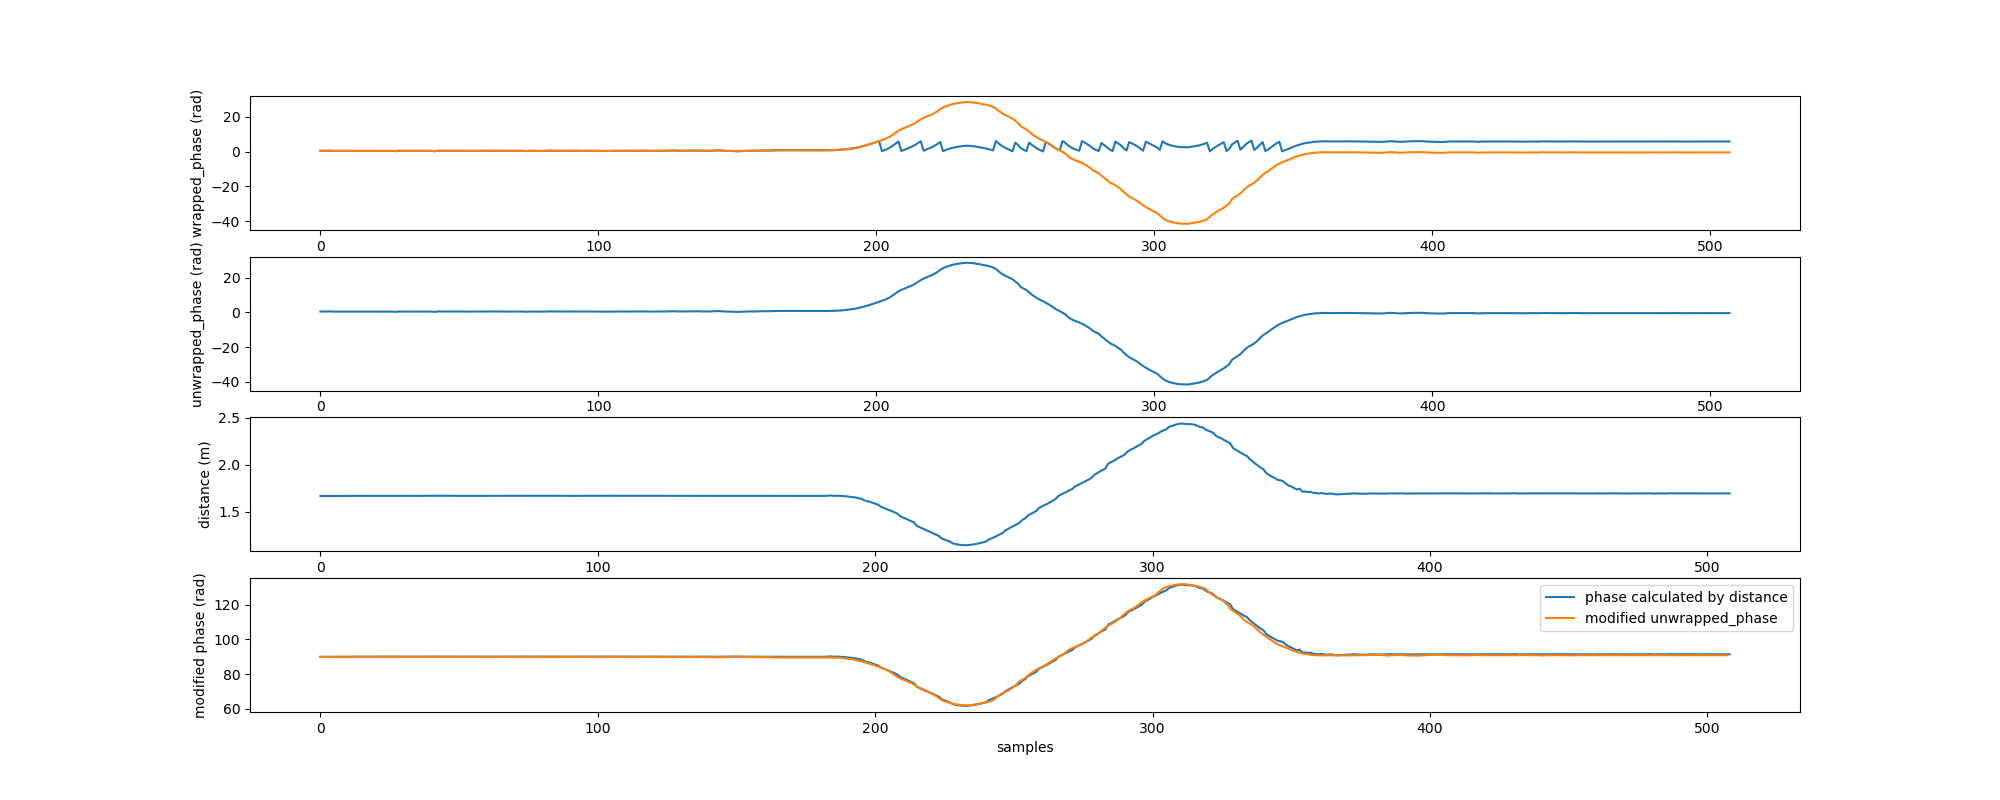 wrapped_phase (rad)
20
0
−20
−40
0 100 200 300 400 500
unwrapped_phase (rad)
20
0
−20
−40
0 100 200 300 400 500
distance (m)
2.5
2.0
1.5
0 100 200 300 400 500
modified phase (rad)
120
100
80
60
phase calculated by distance
modified unwrapped_phase
0 100 200 300 400 500
samples